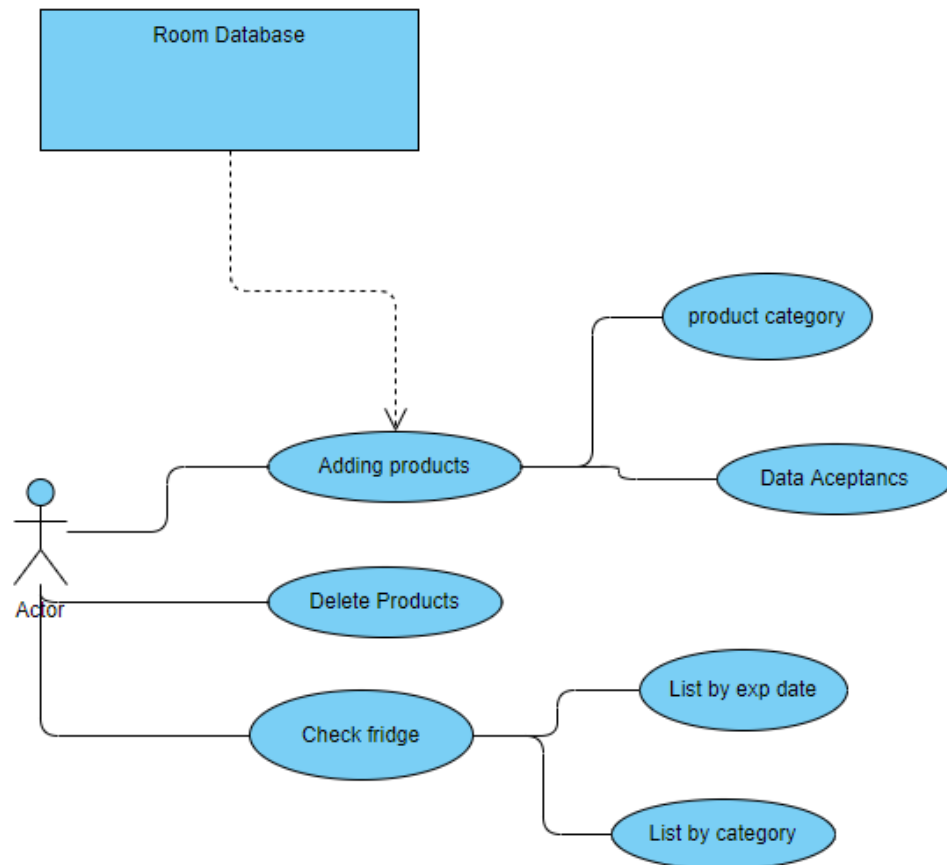 Room Database
product category
Adding products
Data Aceptancs
Actor
Delete Products
List by exp date
Check fridge
List by category